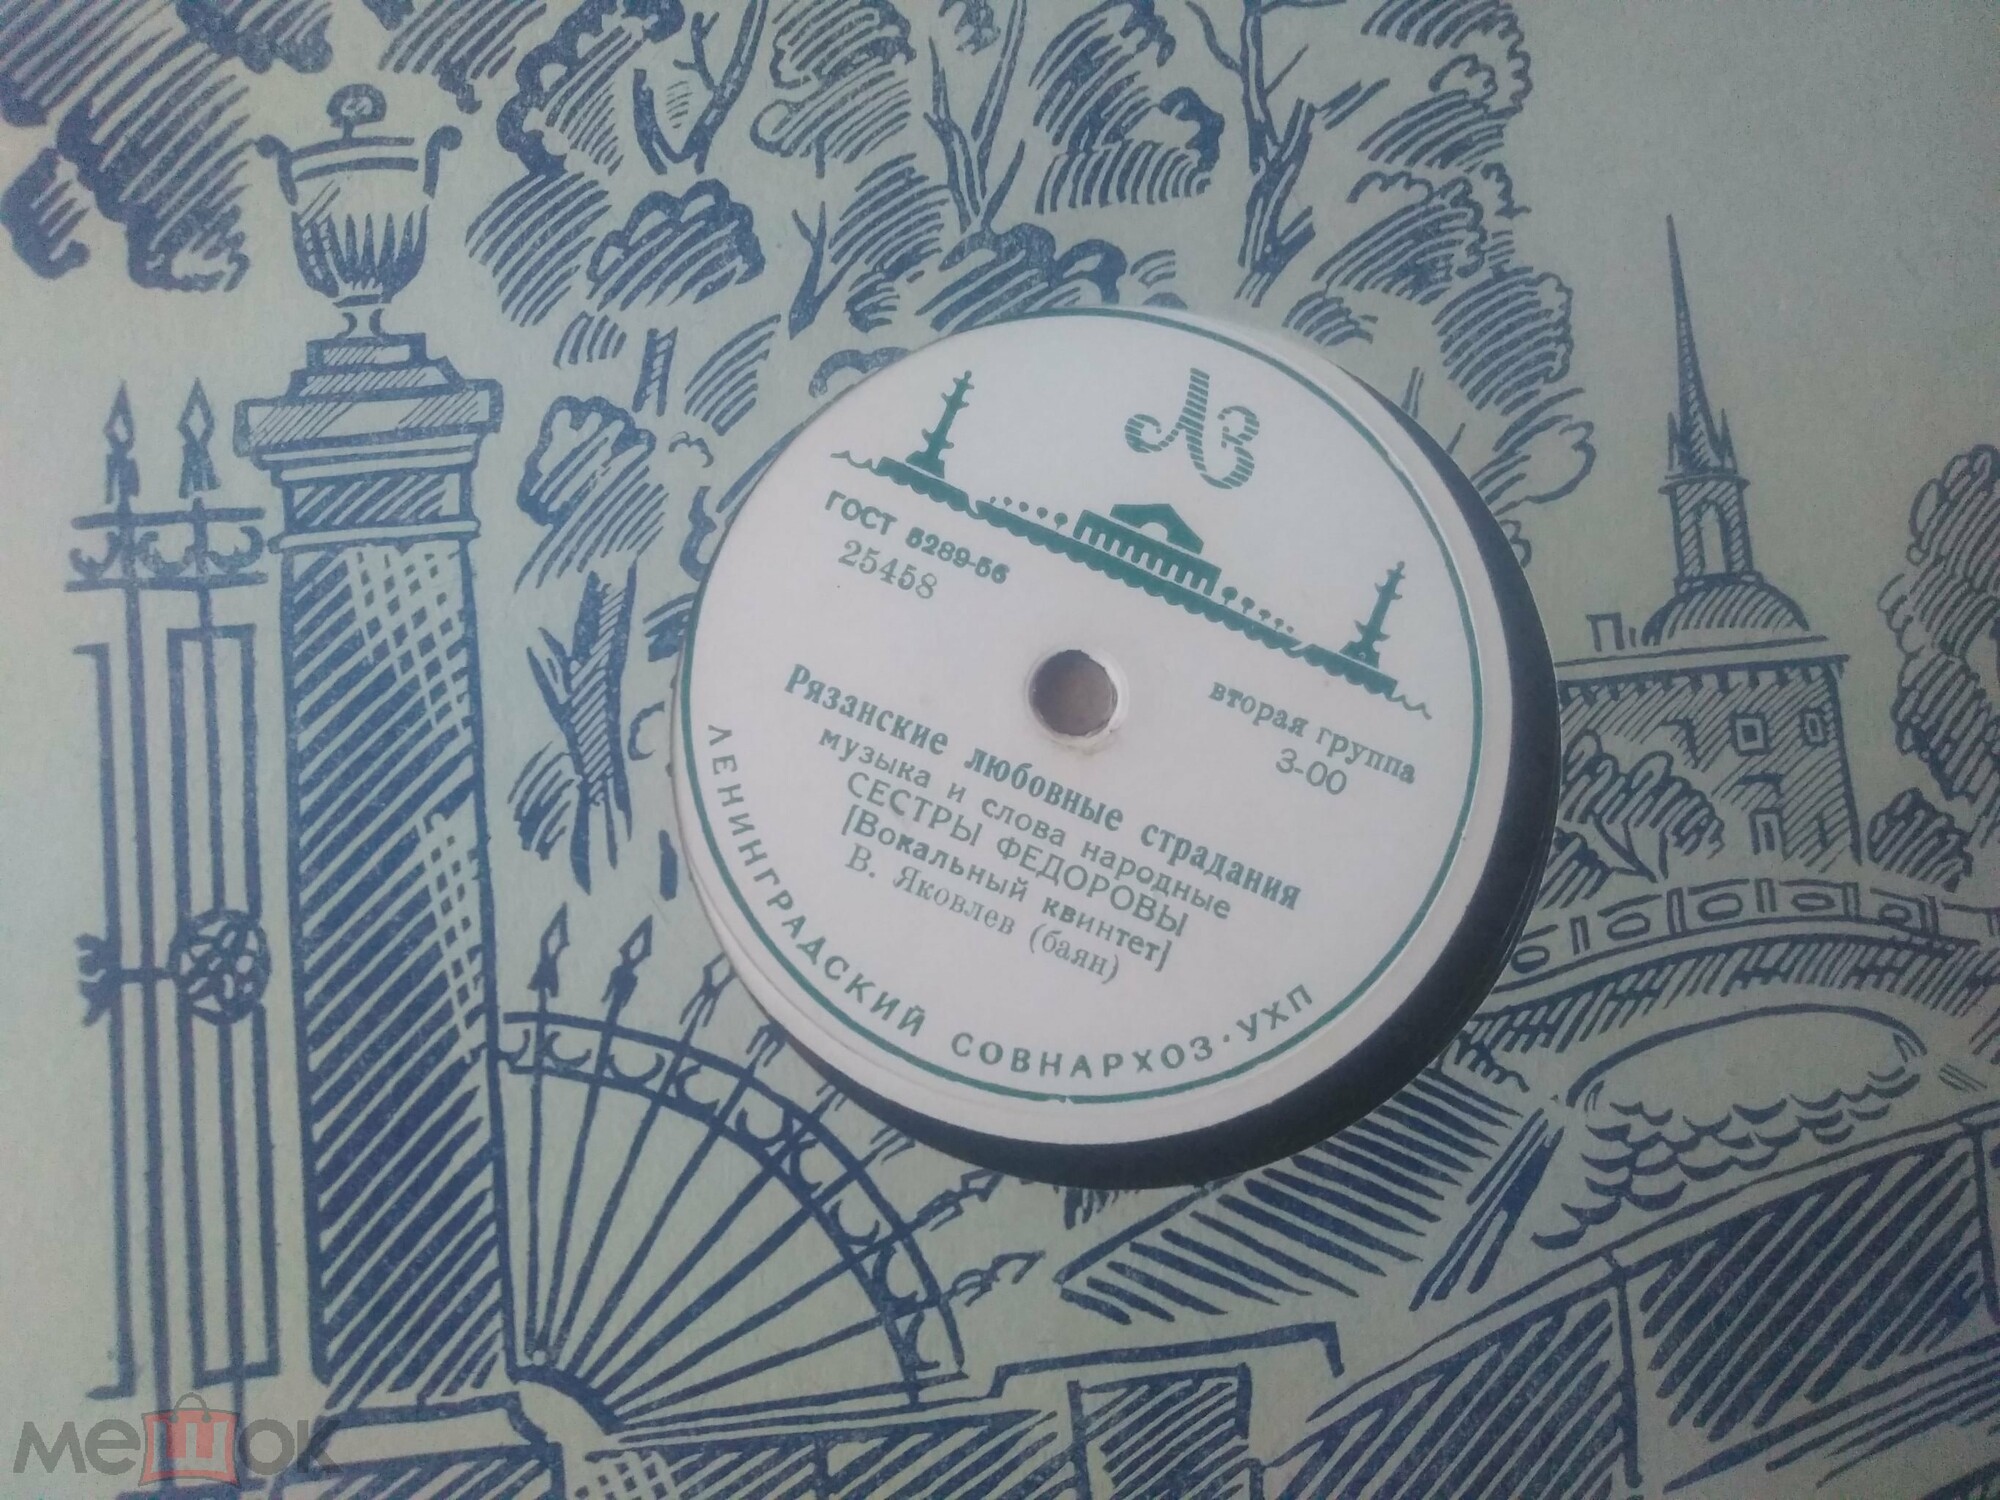 ЛЗ
ГОСТ 5289-56
25458
вторая группа
3-00
Рязанские любовные страдания
музыка и слова народные
СЕСТРЫ ФЕДОРОВЫ
[Вокальный квинтет]
В. Яковлев (баян)
ЛЕНИНГРАДСКИЙ СОВНАРХОЗ·УХП
мешок